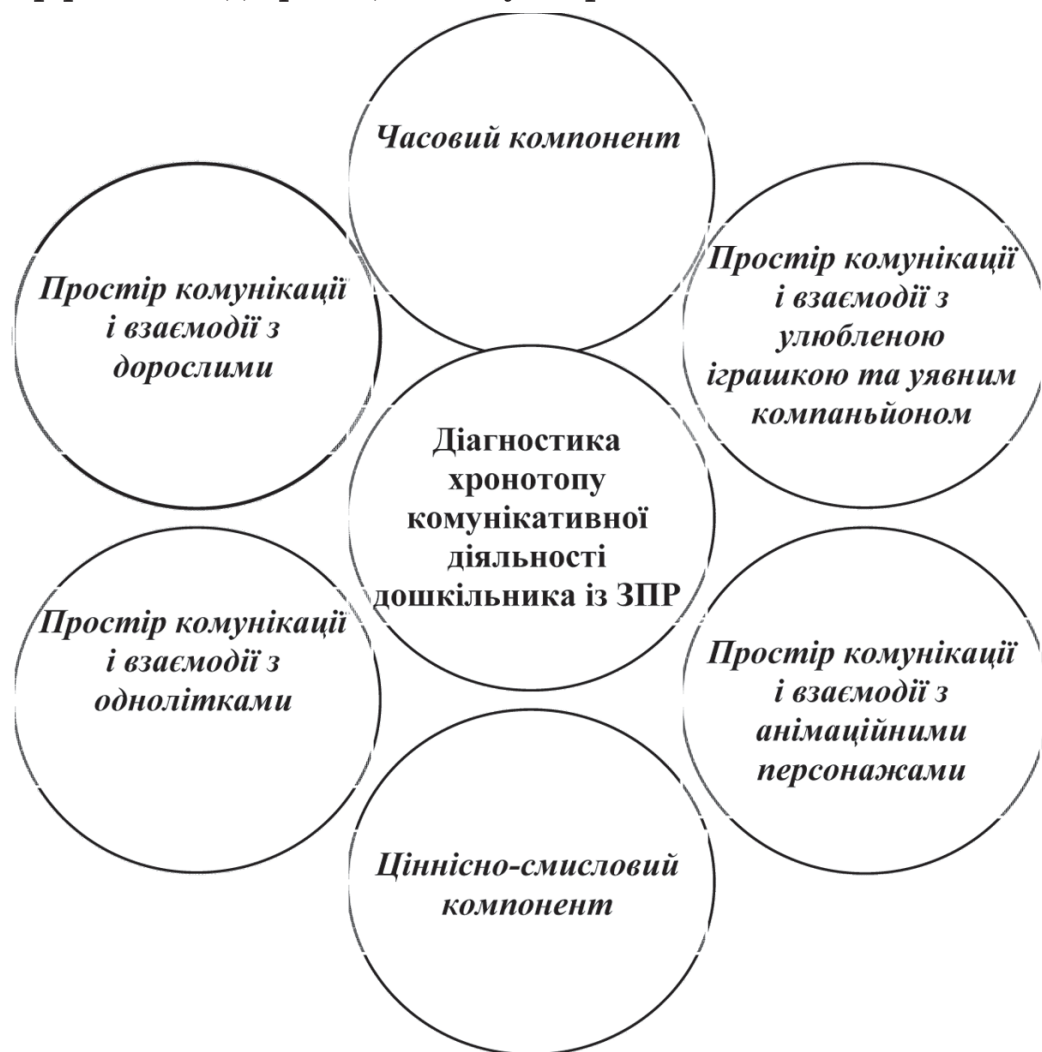 Часовий компонент
Простір комунікації
і взаємодії з
дорослими
Простір комунікації
і взаємодії з
улюбленою
іграшкою та уявним
компаньйоном
Діагностика
хронотопу
комунікативної
діяльності
дошкільника із ЗПР
Простір комунікації
і взаємодії з
однолітками
Простір комунікації
і взаємодії з
анімаційними
персонажами
Ціннісно-смисловий
компонент